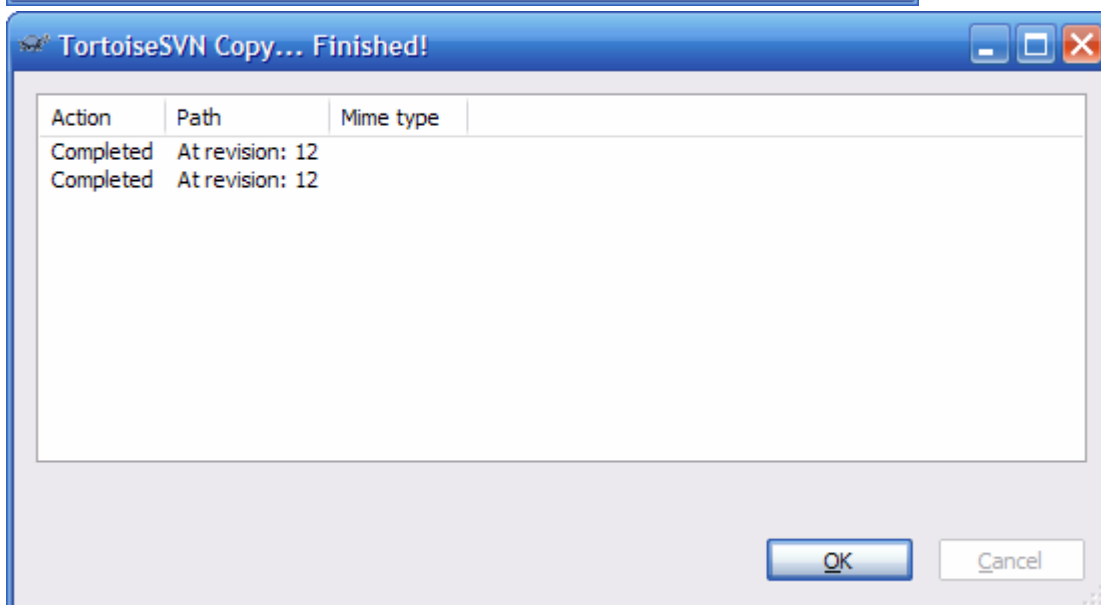 TortoiseSVN Copy... Finished!
Action Path Mime type
Completed At revision: 12
Completed At revision: 12
OK Cancel